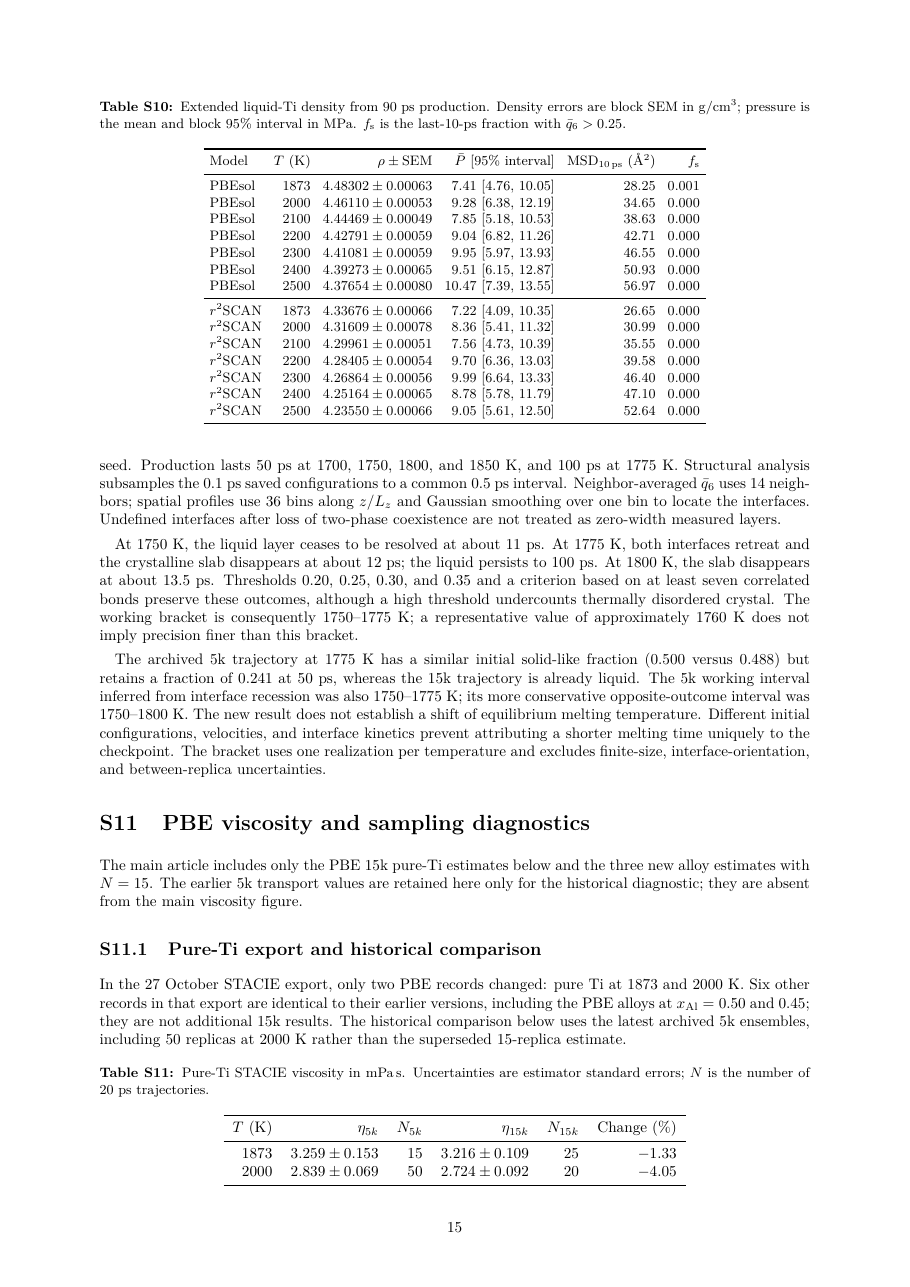 Table S10: Extended liquid-Ti density from 90 ps production. Density errors are block SEM in g/cm³; pressure is
the mean and block 95% interval in MPa. fₛ is the last-10-ps fraction with q̄₆ > 0.25.
Model T (K) ρ ± SEM P̄ [95% interval] MSD₁₀ ₚₛ (Å²) fₛ
PBEsol 1873 4.48302 ± 0.00063 7.41 [4.76, 10.05] 28.25 0.001
PBEsol 2000 4.46110 ± 0.00053 9.28 [6.38, 12.19] 34.65 0.000
PBEsol 2100 4.44469 ± 0.00049 7.85 [5.18, 10.53] 38.63 0.000
PBEsol 2200 4.42791 ± 0.00059 9.04 [6.82, 11.26] 42.71 0.000
PBEsol 2300 4.41081 ± 0.00059 9.95 [5.97, 13.93] 46.55 0.000
PBEsol 2400 4.39273 ± 0.00065 9.51 [6.15, 12.87] 50.93 0.000
PBEsol 2500 4.37654 ± 0.00080 10.47 [7.39, 13.55] 56.97 0.000
r²SCAN 1873 4.33676 ± 0.00066 7.22 [4.09, 10.35] 26.65 0.000
r²SCAN 2000 4.31609 ± 0.00078 8.36 [5.41, 11.32] 30.99 0.000
r²SCAN 2100 4.29961 ± 0.00051 7.56 [4.73, 10.39] 35.55 0.000
r²SCAN 2200 4.28405 ± 0.00054 9.70 [6.36, 13.03] 39.58 0.000
r²SCAN 2300 4.26864 ± 0.00056 9.99 [6.64, 13.33] 46.40 0.000
r²SCAN 2400 4.25164 ± 0.00065 8.78 [5.78, 11.79] 47.10 0.000
r²SCAN 2500 4.23550 ± 0.00066 9.05 [5.61, 12.50] 52.64 0.000
seed. Production lasts 50 ps at 1700, 1750, 1800, and 1850 K, and 100 ps at 1775 K. Structural analysis
subsamples the 0.1 ps saved configurations to a common 0.5 ps interval. Neighbor-averaged q̄₆ uses 14 neigh-
bors; spatial profiles use 36 bins along z/L_z and Gaussian smoothing over one bin to locate the interfaces.
Undefined interfaces after loss of two-phase coexistence are not treated as zero-width measured layers.
At 1750 K, the liquid layer ceases to be resolved at about 11 ps. At 1775 K, both interfaces retreat and
the crystalline slab disappears at about 12 ps; the liquid persists to 100 ps. At 1800 K, the slab disappears
at about 13.5 ps. Thresholds 0.20, 0.25, 0.30, and 0.35 and a criterion based on at least seven correlated
bonds preserve these outcomes, although a high threshold undercounts thermally disordered crystal. The
working bracket is consequently 1750–1775 K; a representative value of approximately 1760 K does not
imply precision finer than this bracket.
The archived 5k trajectory at 1775 K has a similar initial solid-like fraction (0.500 versus 0.488) but
retains a fraction of 0.241 at 50 ps, whereas the 15k trajectory is already liquid. The 5k working interval
inferred from interface recession was also 1750–1775 K; its more conservative opposite-outcome interval was
1750–1800 K. The new result does not establish a shift of equilibrium melting temperature. Different initial
configurations, velocities, and interface kinetics prevent attributing a shorter melting time uniquely to the
checkpoint. The bracket uses one realization per temperature and excludes finite-size, interface-orientation,
and between-replica uncertainties.
S11 PBE viscosity and sampling diagnostics
The main article includes only the PBE 15k pure-Ti estimates below and the three new alloy estimates with
N = 15. The earlier 5k transport values are retained here only for the historical diagnostic; they are absent
from the main viscosity figure.
S11.1 Pure-Ti export and historical comparison
In the 27 October STACIE export, only two PBE records changed: pure Ti at 1873 and 2000 K. Six other
records in that export are identical to their earlier versions, including the PBE alloys at x_Al = 0.50 and 0.45;
they are not additional 15k results. The historical comparison below uses the latest archived 5k ensembles,
including 50 replicas at 2000 K rather than the superseded 15-replica estimate.
Table S11: Pure-Ti STACIE viscosity in mPa s. Uncertainties are estimator standard errors; N is the number of
20 ps trajectories.
T (K) η₅ₖ N₅ₖ η₁₅ₖ N₁₅ₖ Change (%)
1873 3.259 ± 0.153 15 3.216 ± 0.109 25 −1.33
2000 2.839 ± 0.069 50 2.724 ± 0.092 20 −4.05
15